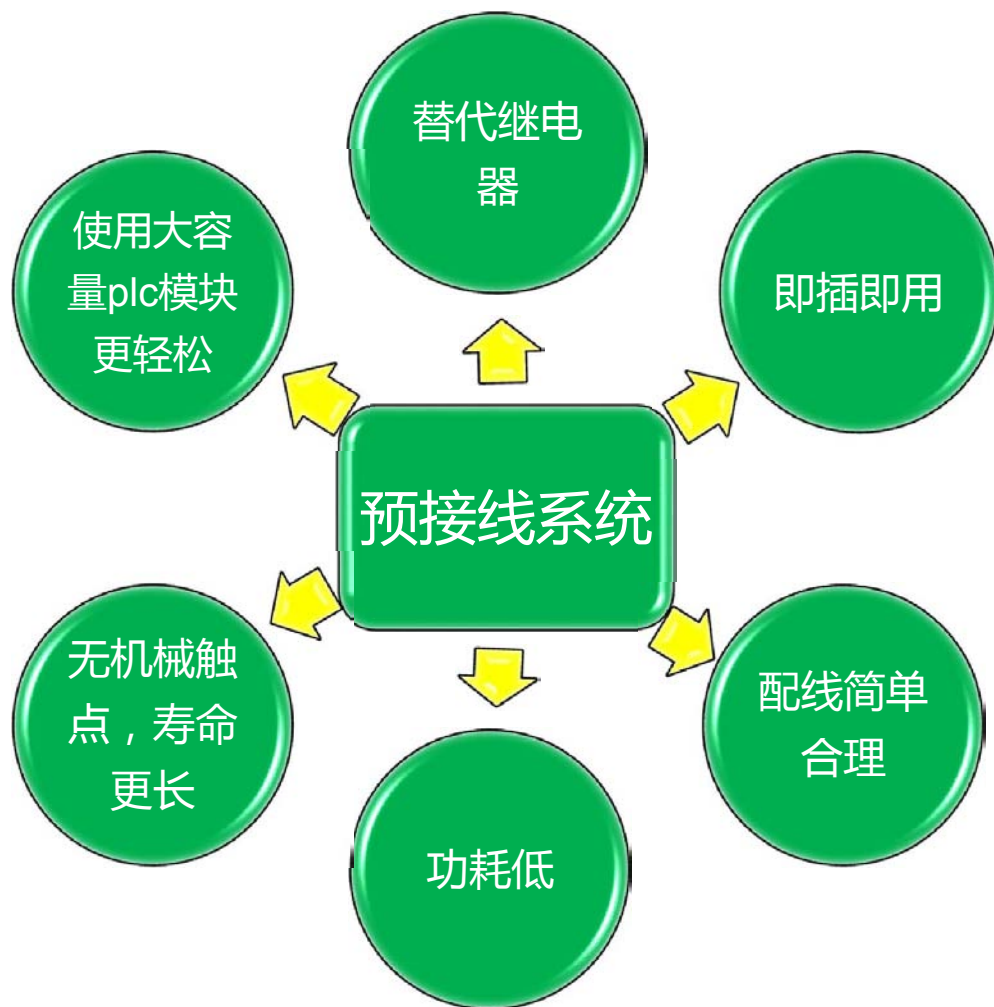 替代继电
器
使用大容
量plc模块
更轻松
即插即用
预接线系统
无机械触
点，寿命
更长
配线简单
合理
功耗低